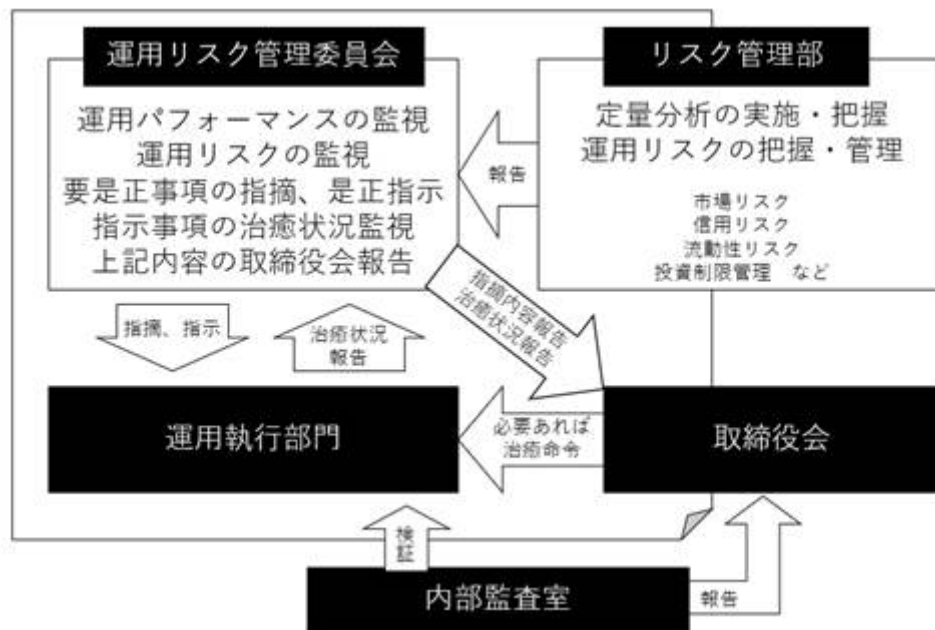 運用リスク管理委員会
運用パフォーマンスの監視
運用リスクの監視
要是正事項の指摘、是正指示
指示事項の治癒状況監視
上記内容の取締役会報告
リスク管理部
定量分析の実施・把握
運用リスクの把握・管理
市場リスク
信用リスク
流動性リスク
投資制限管理 など
報告
指摘、指示
治癒状況
報告
指摘内容報告
治癒状況報告
運用執行部門
必要あれば
治癒命令
取締役会
検証
内部監査室
報告